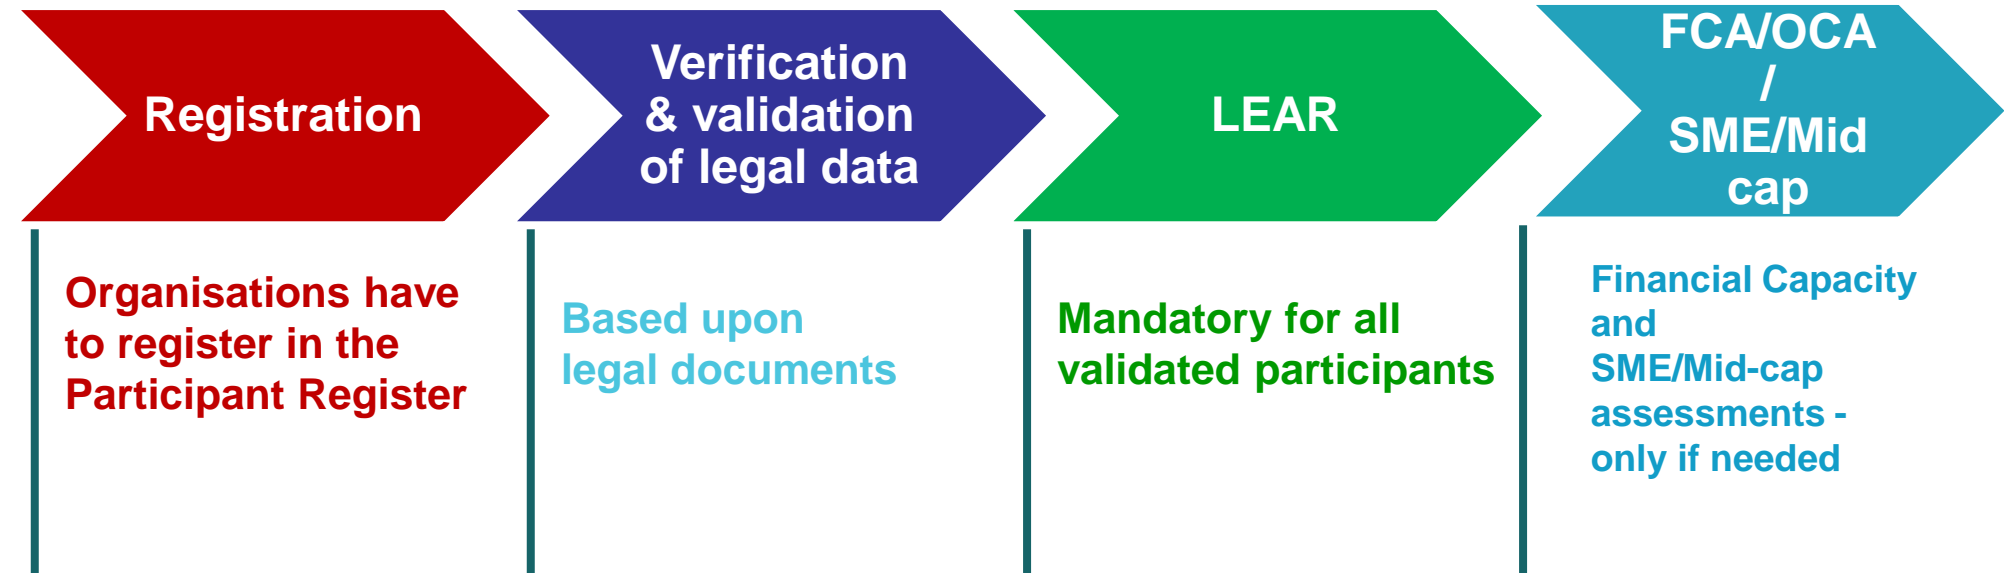 Registration
Verification
& validation
of legal data
LEAR
FCA/OCA
/
SME/Mid
cap
Organisations have
to register in the
Participant Register
Based upon
legal documents
Mandatory for all
validated participants
Financial Capacity
and
SME/Mid-cap
assessments -
only if needed